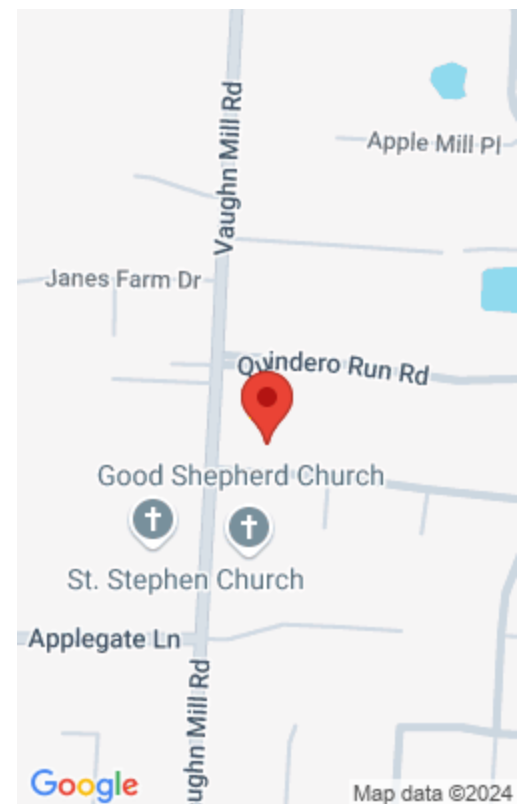 Vaughn Mill Rd
Apple Mill Pl
Janes Farm Dr
Quindero Run Rd
Good Shepherd Church
St. Stephen Church
Applegate Ln
ughn Mill Rd
Google
Map data ©2024